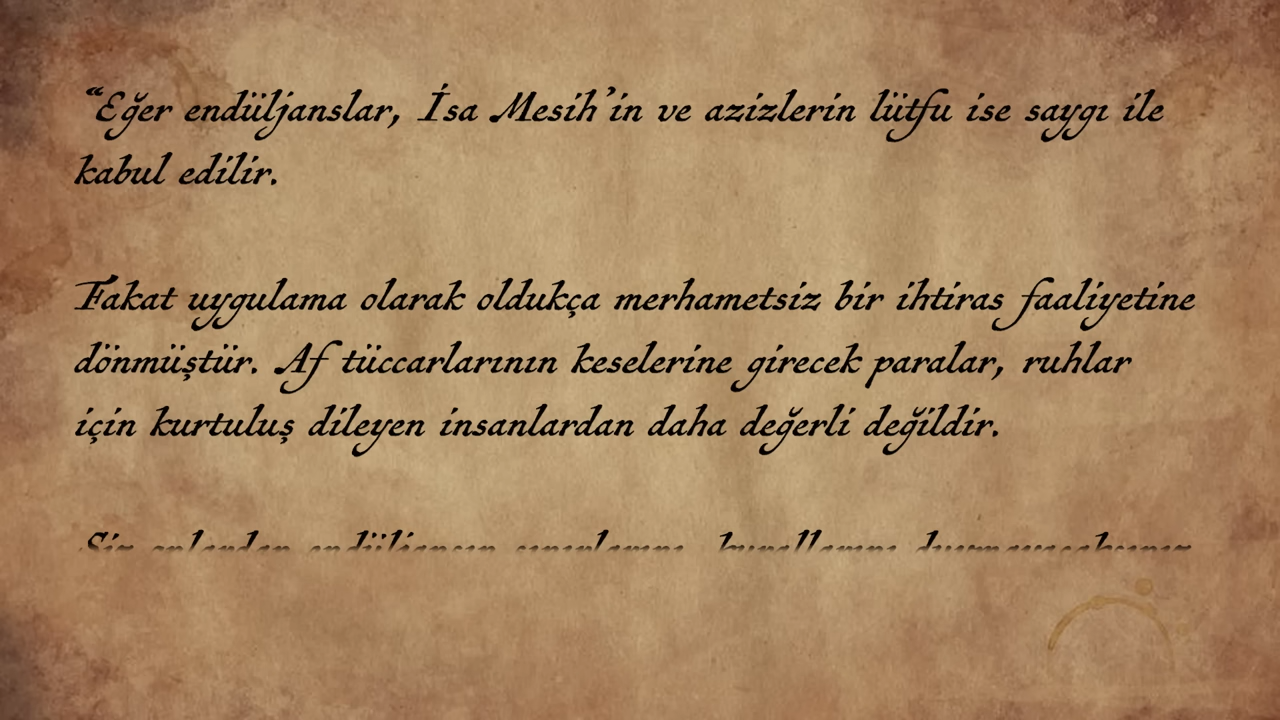 “Eğer endüljanslar, İsa Mesih’in ve azizlerin lütfu ise saygı ile
kabul edilir.
Fakat uygulama olarak oldukça merhametsiz bir ihtiras faaliyetine
dönmüştür. Af tüccarlarının keselerine girecek paralar, ruhlar
için kurtuluş dileyen insanlardan daha değerli değildir.